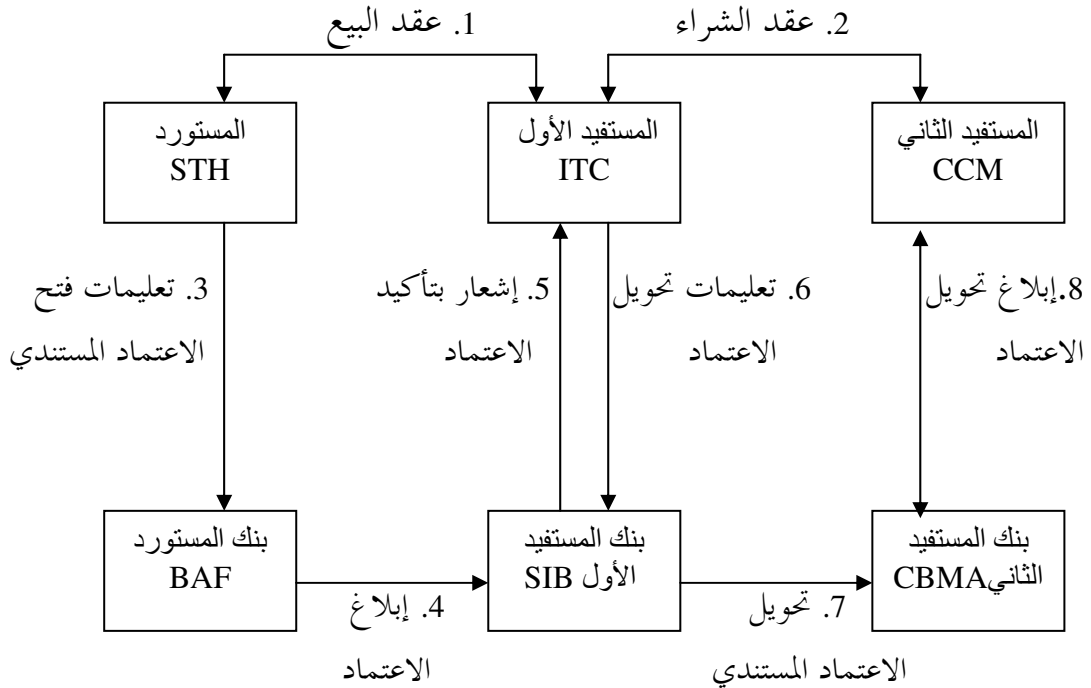 1. عقد البيع
2. عقد الشراء
المستورد
STH
المستفيد الأول
ITC
المستفيد الثاني
CCM
3. تعليمات فتح
الاعتماد المستندي
5. إشعار بتأكيد
الاعتماد
6. تعليمات تحويل
الاعتماد
8.إبلاغ تحويل
الاعتماد
بنك المستورد
BAF
بنك المستفيد
الأول SIB
بنك المستفيد
الثانيCBMA
4. إبلاغ
الاعتماد
7. تحويل
الاعتماد المستندي